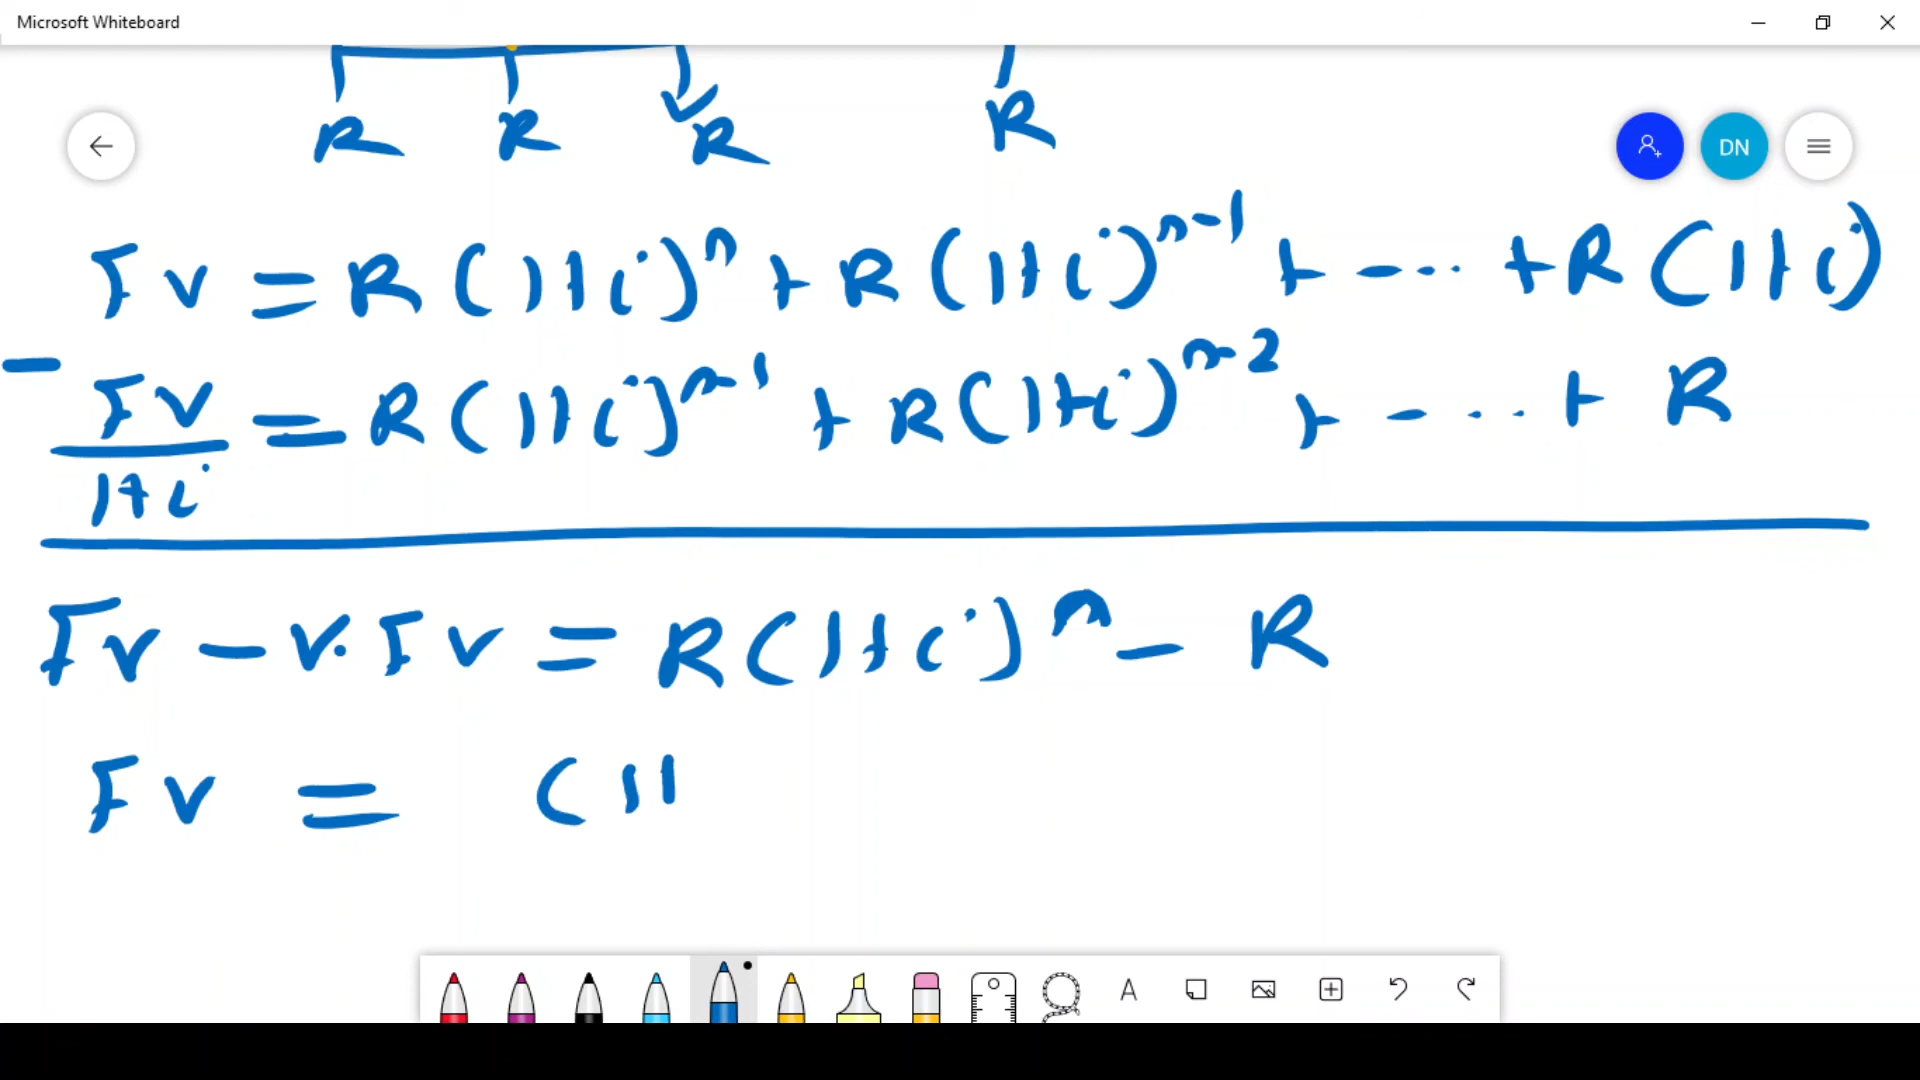 Microsoft Whiteboard
R R R R
DN
FV = R(1+i)^n + R(1+i)^{n-1} + -... + R(1+i)
- FV/(1+i) = R(1+i)^{n-1} + R(1+i)^{n-2} + -... + R
FV - v·FV = R(1+i)^n - R
FV = (1+
A